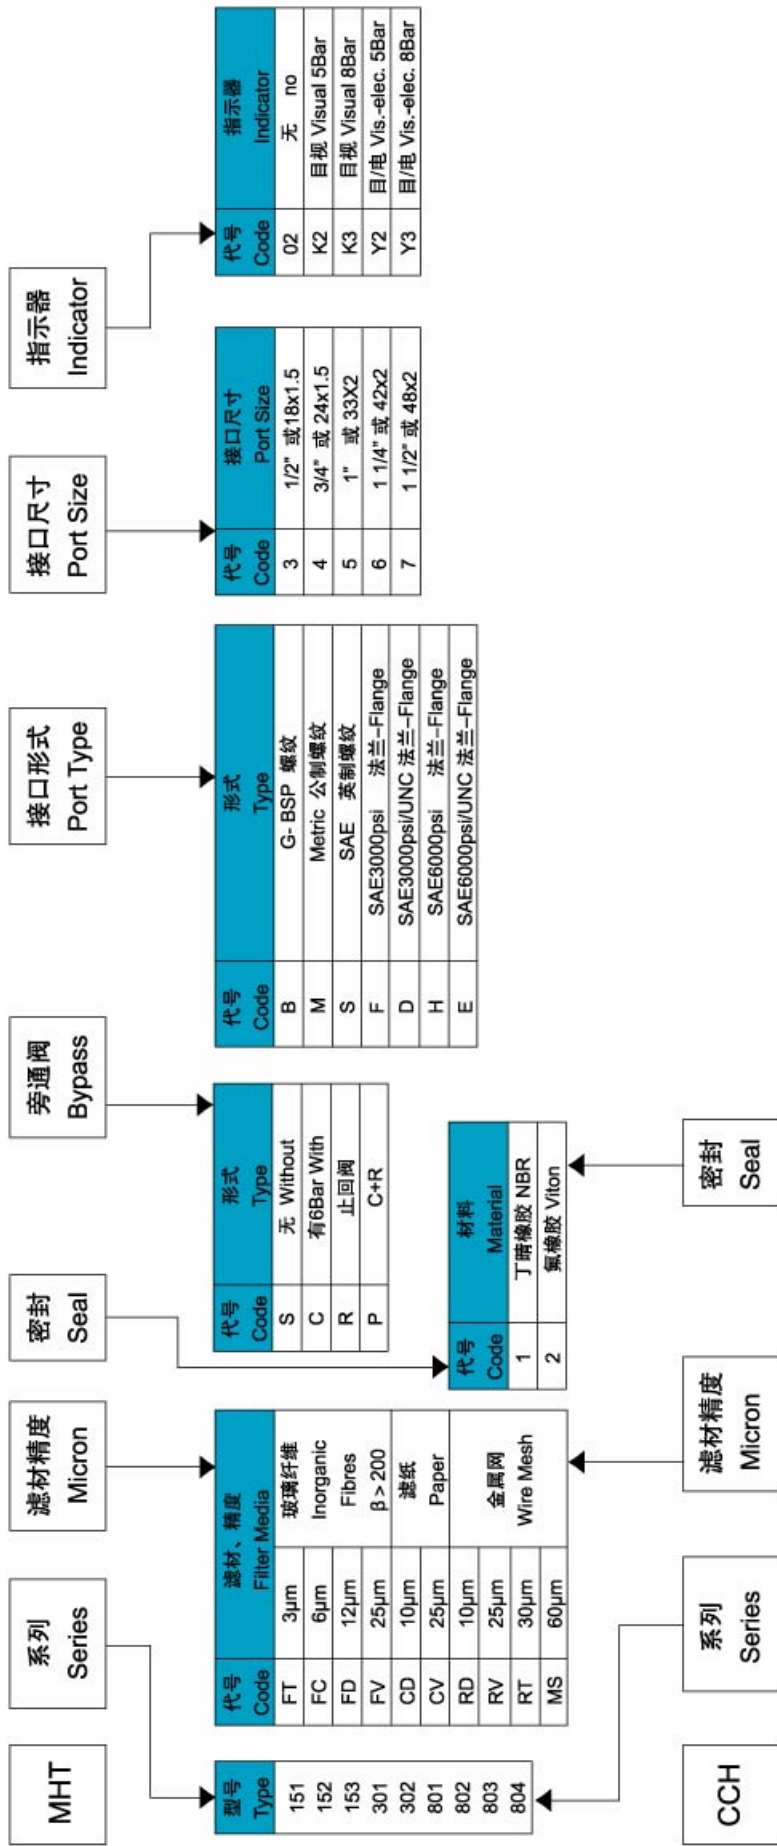 MHT
系列
Series
滤材精度
Micron
密封
Seal
旁通阀
Bypass
接口形式
Port Type
接口尺寸
Port Size
指示器
Indicator
型号
Type
151
152
153
301
302
801
802
803
804
代号 滤材、精度
Code Filter Media
FT 3μm 玻璃纤维
FC 6μm Inorganic
FD 12μm Fibres
FV 25μm β>200
CD 10μm 滤纸
CV 25μm Paper
RD 10μm
RV 25μm 金属网
RT 30μm Wire Mesh
MS 60μm
代号 形式
Code Type
S 无 Without
C 有6Bar With
R 止回阀
P C+R
代号 材料
Code Material
1 丁晴橡胶 NBR
2 氟橡胶 Viton
代号 形式
Code Type
B G- BSP 螺纹
M Metric 公制螺纹
S SAE 英制螺纹
F SAE3000psi 法兰–Flange
D SAE3000psi/UNC 法兰–Flange
H SAE6000psi 法兰–Flange
E SAE6000psi/UNC 法兰–Flange
代号 接口尺寸
Code Port Size
3 1/2" 或18x1.5
4 3/4" 或 24x1.5
5 1" 或 33X2
6 1 1/4" 或 42x2
7 1 1/2" 或 48x2
代号 指示器
Code Indicator
02 无 no
K2 目视 Visual 5Bar
K3 目视 Visual 8Bar
Y2 目/电 Vis.-elec. 5Bar
Y3 目/电 Vis.-elec. 8Bar
CCH
系列
Series
滤材精度
Micron
密封
Seal